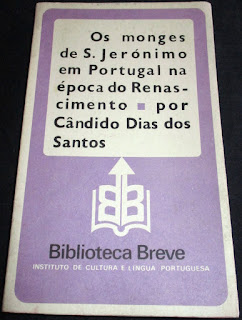 Os monges
de S. Jerónimo
em Portugal na
época do Renas-
cimento ■ por
Cândido Dias dos
Santos
Biblioteca Breve
INSTITUTO DE CULTURA E LÍNGUA PORTUGUESA